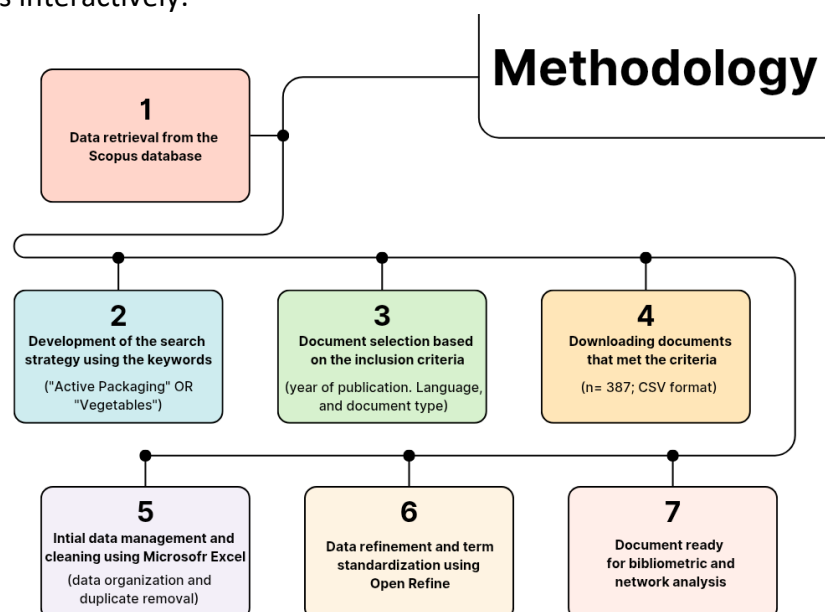 s interactively.
Methodology
1
Data retrieval from the
Scopus database
2
Development of the search
strategy using the keywords
("Active Packaging" OR
"Vegetables")
3
Document selection based
on the inclusion criteria
(year of publication. Language,
and document type)
4
Downloading documents
that met the criteria
(n= 387; CSV format)
5
Intial data management and
cleaning using Microsofr Excel
(data organization and
duplicate removal)
6
Data refinement and term
standardization using
Open Refine
7
Document ready
for bibliometric and
network analysis